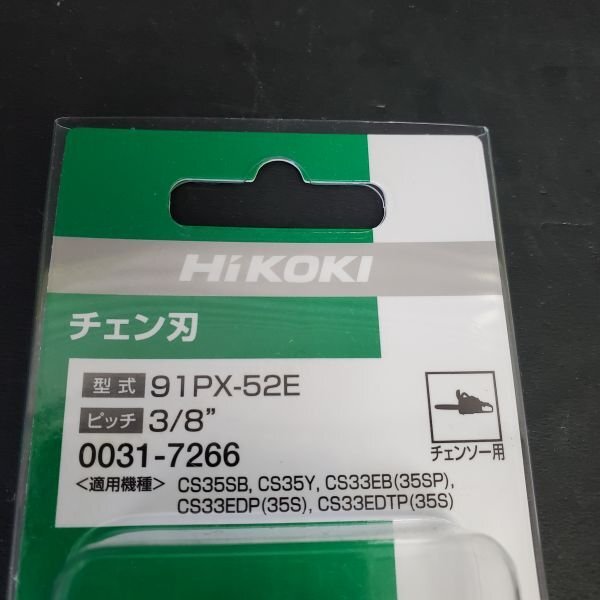 HiKOKI
チェン刃
型式 91PX-52E
ピッチ 3/8”
0031-7266
チェンソー用
<適用機種> CS35SB, CS35Y, CS33EB(35SP),
CS33EDP(35S), CS33EDTP(35S)